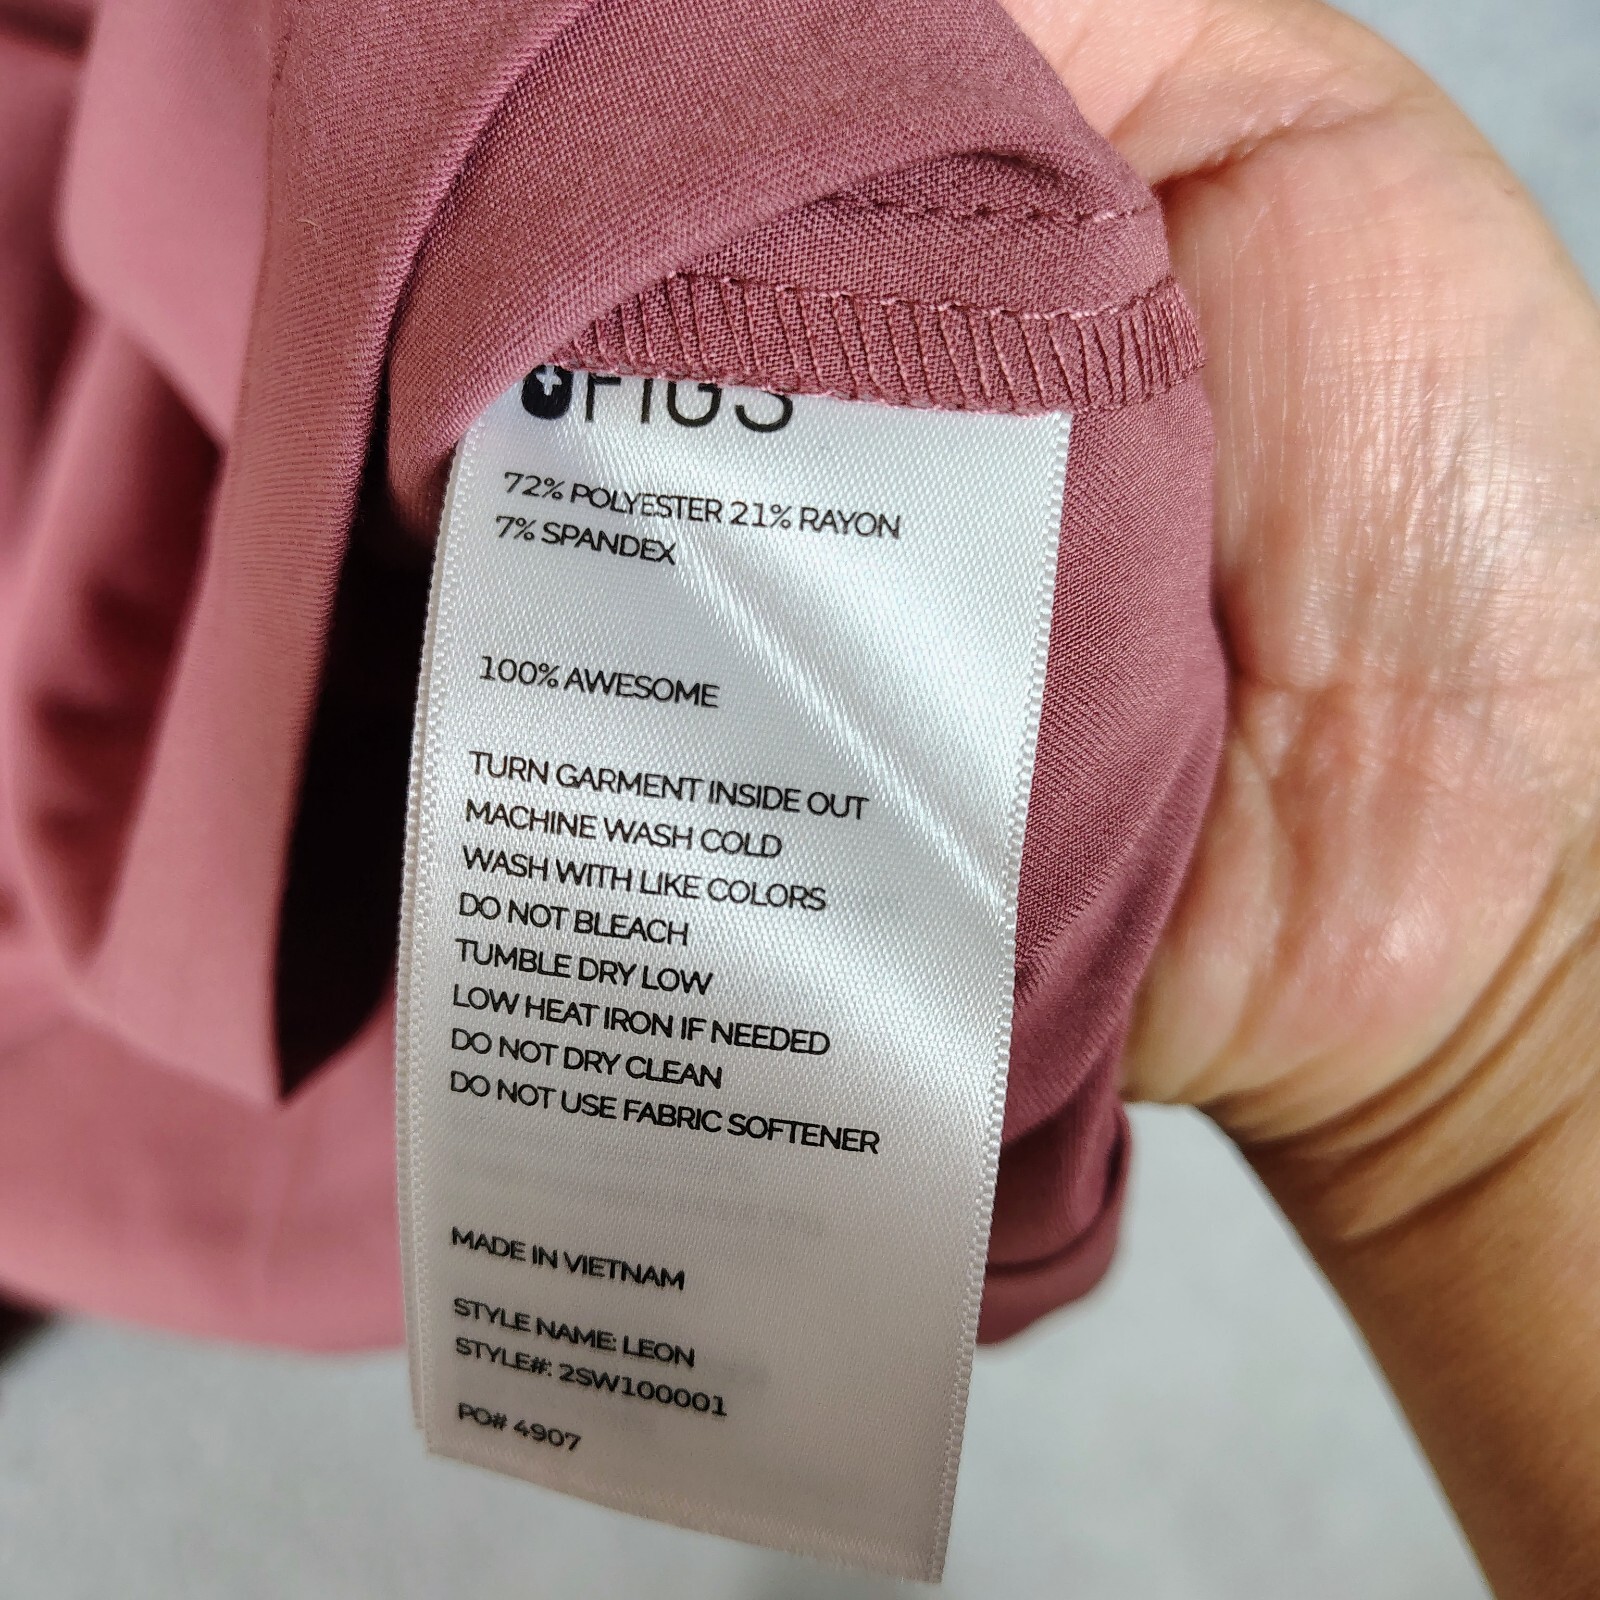 FIGS
72% POLYESTER 21% RAYON
7% SPANDEX
100% AWESOME
TURN GARMENT INSIDE OUT
MACHINE WASH COLD
WASH WITH LIKE COLORS
DO NOT BLEACH
TUMBLE DRY LOW
LOW HEAT IRON IF NEEDED
DO NOT DRY CLEAN
DO NOT USE FABRIC SOFTENER
MADE IN VIETNAM
STYLE NAME: LEON
STYLE#: 2SW100001
PO# 4907